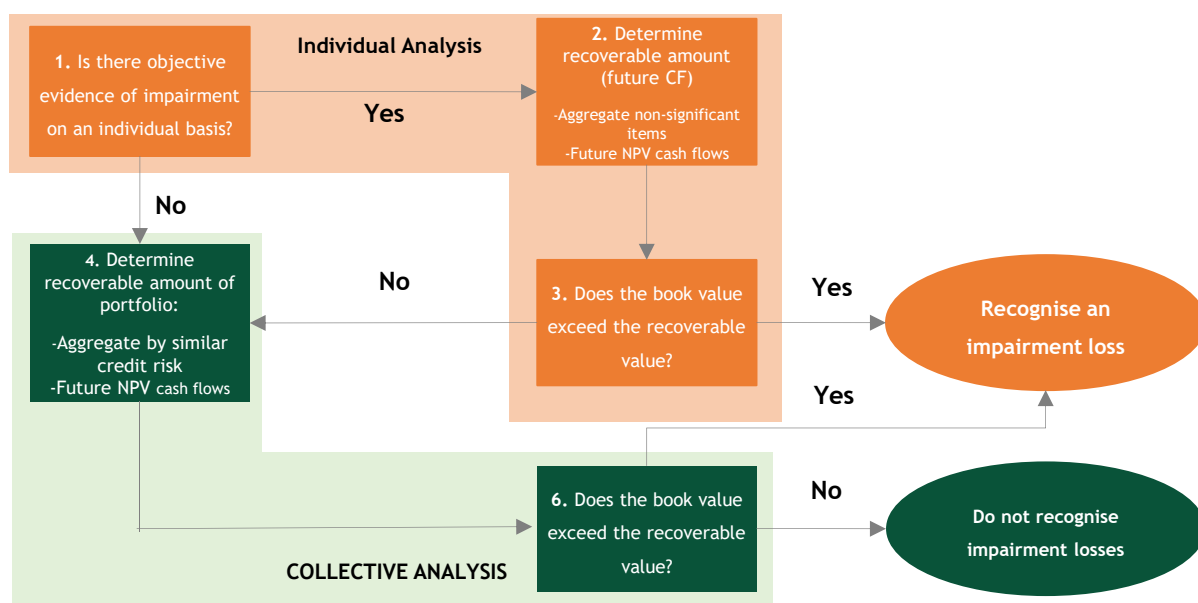 Individual Analysis
1. Is there objective
evidence of impairment
on an individual basis?
Yes
2. Determine
recoverable amount
(future CF)
-Aggregate non-significant
items
-Future NPV cash flows
No
4. Determine
recoverable amount of
portfolio:
-Aggregate by similar
credit risk
-Future NPV cash flows
No
3. Does the book value
exceed the recoverable
value?
Yes
Recognise an
impairment loss
Yes
6. Does the book value
exceed the recoverable
value?
No
Do not recognise
impairment losses
COLLECTIVE ANALYSIS